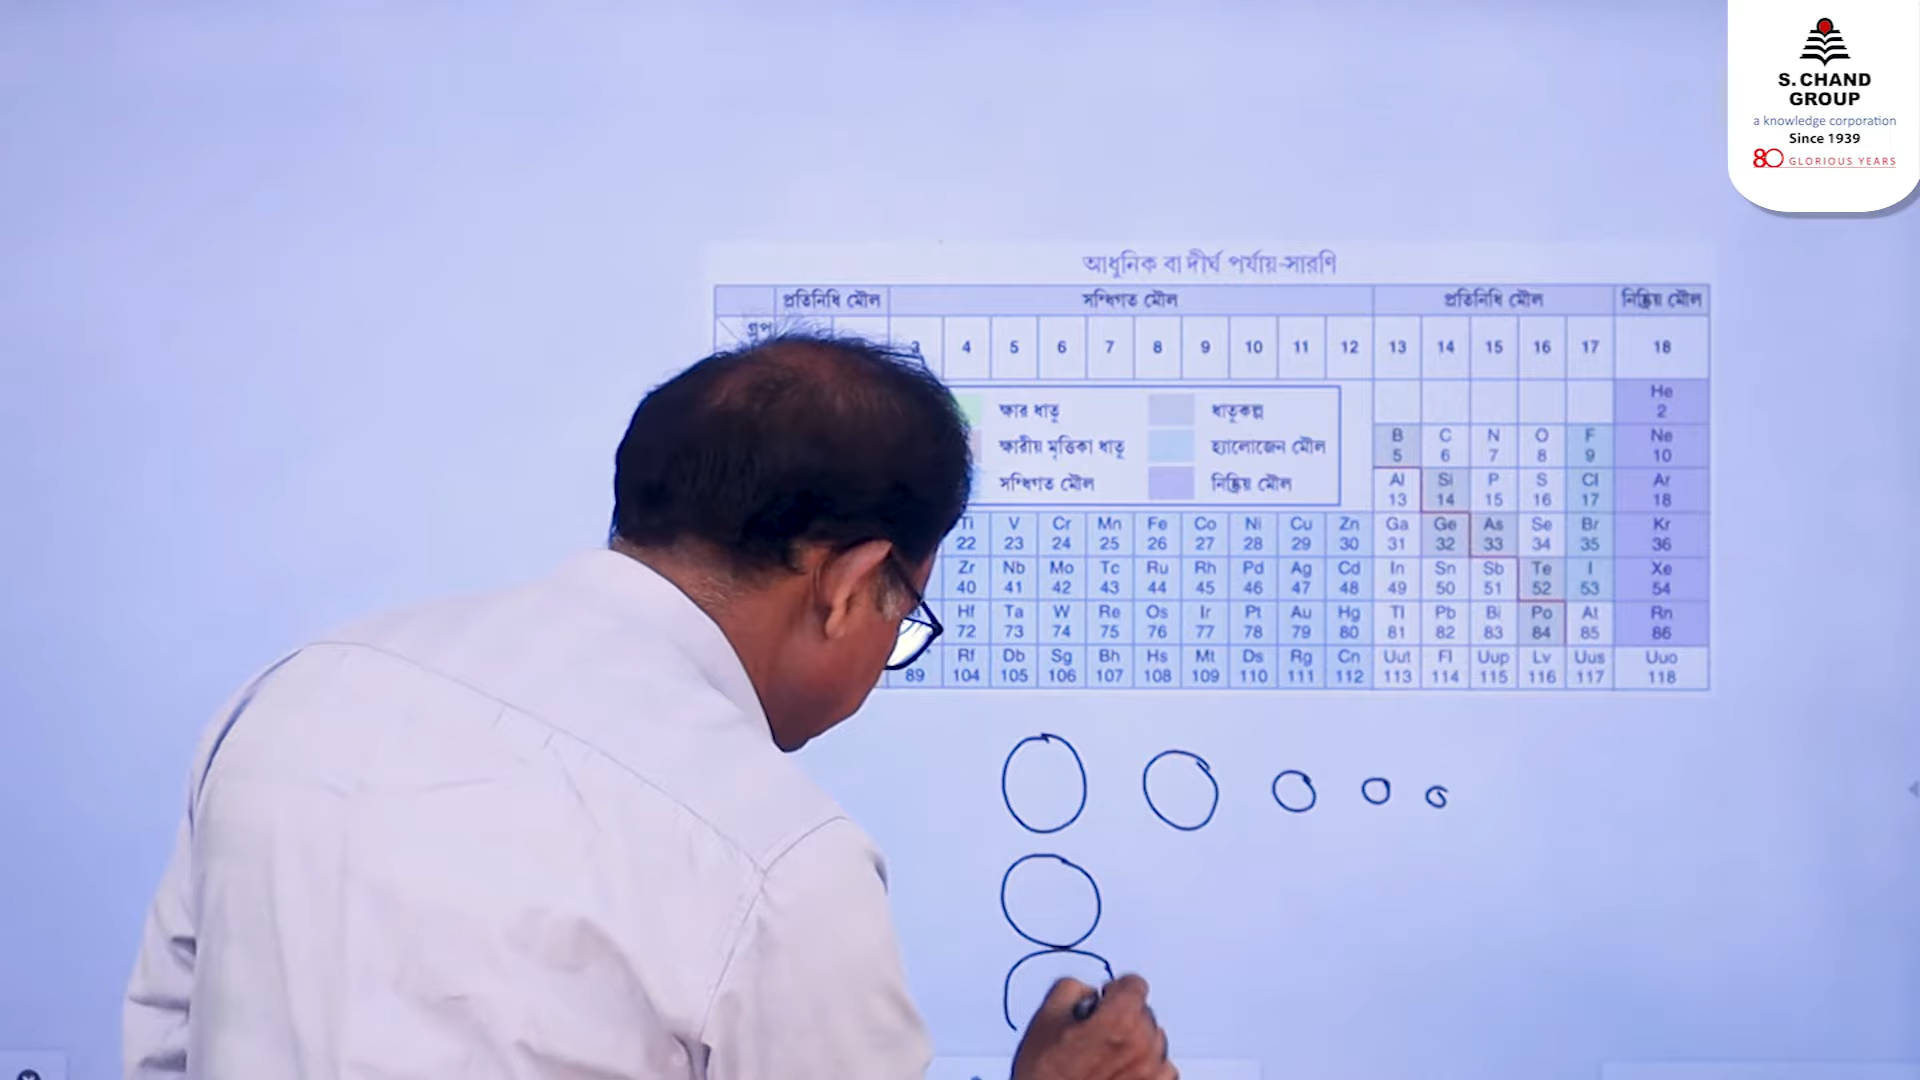 S. CHAND
GROUP
a knowledge corporation
Since 1939
80 GLORIOUS YEARS
আধুনিক বা দীর্ঘ পর্যায়-সারণি
প্রতিনিধি মৌল সন্ধিগত মৌল প্রতিনিধি মৌল নিষ্ক্রিয় মৌল
গ্রুপ
3 4 5 6 7 8 9 10 11 12 13 14 15 16 17 18
He
2
ক্ষার ধাতু ধাতুকল্প
ক্ষারীয় মৃত্তিকা ধাতু হ্যালোজেন মৌল
সন্ধিগত মৌল নিষ্ক্রিয় মৌল
B C N O F Ne
5 6 7 8 9 10
Al Si P S Cl Ar
13 14 15 16 17 18
Ti V Cr Mn Fe Co Ni Cu Zn Ga Ge As Se Br Kr
22 23 24 25 26 27 28 29 30 31 32 33 34 35 36
Zr Nb Mo Tc Ru Rh Pd Ag Cd In Sn Sb Te I Xe
40 41 42 43 44 45 46 47 48 49 50 51 52 53 54
Hf Ta W Re Os Ir Pt Au Hg Tl Pb Bi Po At Rn
72 73 74 75 76 77 78 79 80 81 82 83 84 85 86
Rf Db Sg Bh Hs Mt Ds Rg Cn Uut Fl Uup Lv Uus Uuo
89 104 105 106 107 108 109 110 111 112 113 114 115 116 117 118